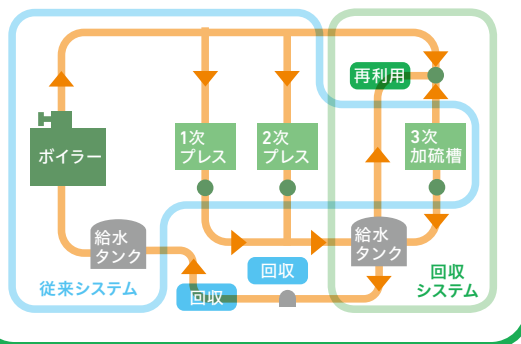 再利用
1次
プレス
2次
プレス
3次
加硫槽
ボイラー
給水
タンク
給水
タンク
回収
回収
従来システム
回収
システム